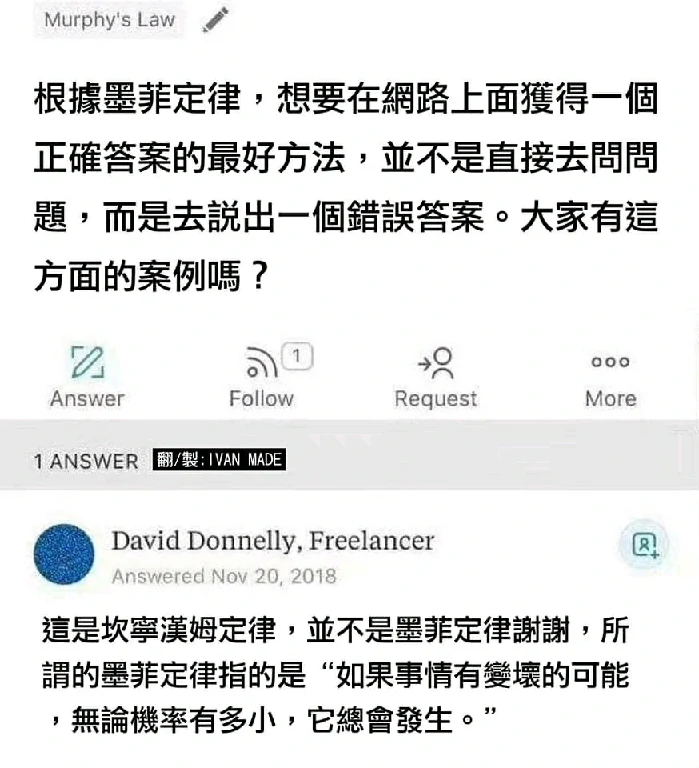 Murphy's Law
根據墨菲定律，想要在網路上面獲得一個
正確答案的最好方法，並不是直接去問問
題，而是去説出一個錯誤答案。大家有這
方面的案例嗎？
1
Answer Follow Request More
1 ANSWER 翻/製:IVAN MADE
David Donnelly, Freelancer
Answered Nov 20, 2018
這是坎寧漢姆定律，並不是墨菲定律謝謝，所
謂的墨菲定律指的是“如果事情有變壞的可能
，無論機率有多小，它總會發生。”